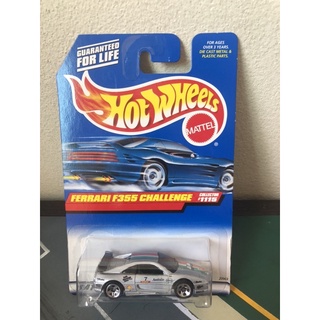 GUARANTEED
FOR LIFE
FOR AGES
OVER 3 YEARS
DIE CAST METAL &
PLASTIC PARTS
Hot Wheels
MATTEL
FERRARI F355 CHALLENGE
COLLECTOR
#1115